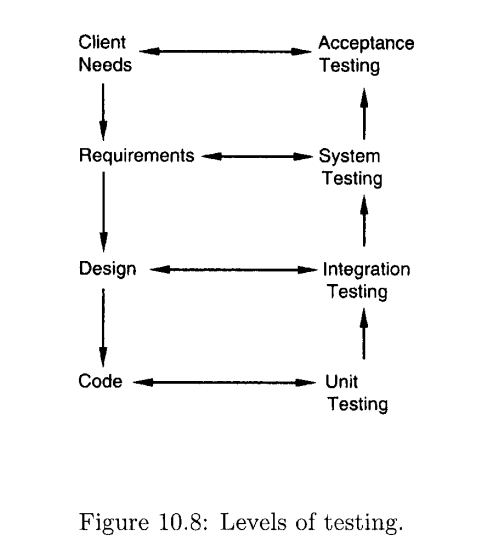 Client
Needs
Acceptance
Testing
Requirements
System
Testing
Design
Integration
Testing
Code
Unit
Testing
Figure 10.8: Levels of testing.